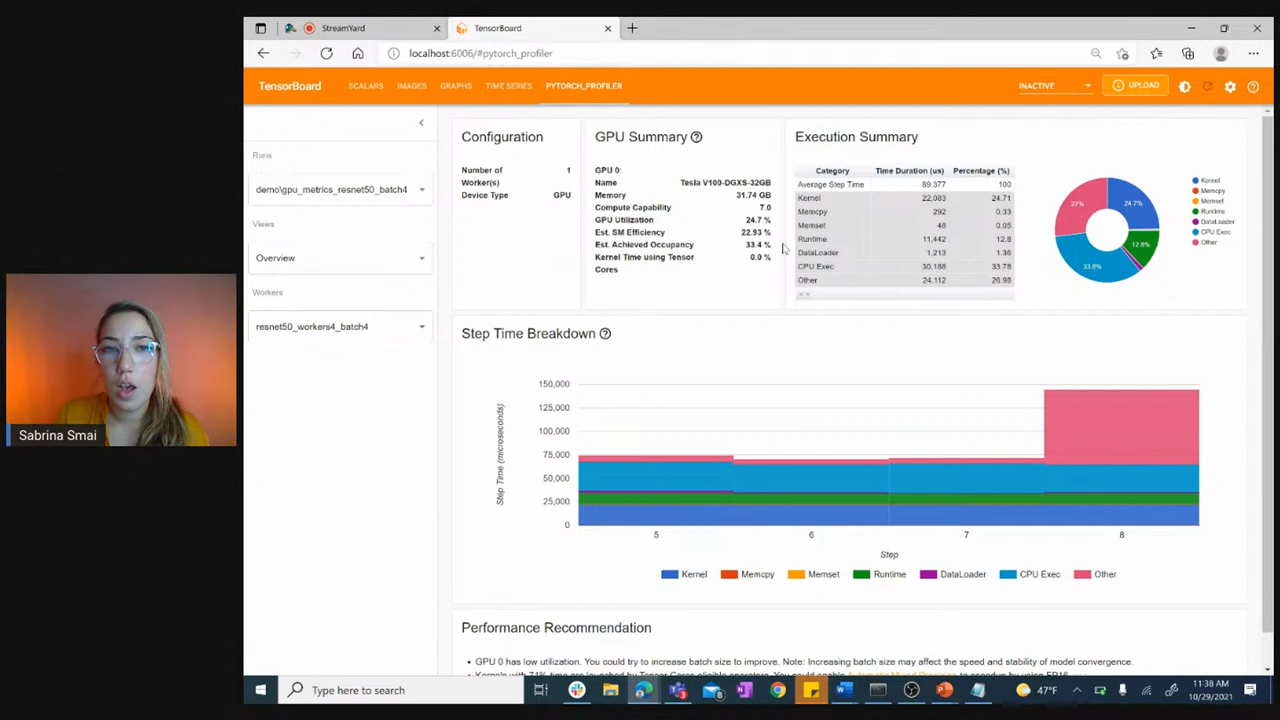 StreamYard
TensorBoard
localhost:6006/#pytorch_profiler
TensorBoard
SCALARS
IMAGES
GRAPHS
TIME SERIES
PYTORCH_PROFILER
INACTIVE
UPLOAD
Runs
demo\gpu_metrics_resnet50_batch4
Views
Overview
Workers
resnet50_workers4_batch4
Configuration
Number of Worker(s) 1
Device Type GPU
GPU Summary
GPU 0:
Name Tesla V100-DGXS-32GB
Memory 31.74 GB
Compute Capability 7.0
GPU Utilization 24.7 %
Est. SM Efficiency 22.93 %
Est. Achieved Occupancy 33.4 %
Kernel Time using Tensor Cores 0.0 %
Execution Summary
Category Time Duration (us) Percentage (%)
Average Step Time 89,377 100
Kernel 22,083 24.71
Memcpy 292 0.33
Memset 48 0.05
Runtime 11,442 12.8
DataLoader 1,213 1.36
CPU Exec 30,188 33.78
Other 24,112 26.98
27%
24.7%
12.8%
33.8%
Kernel
Memcpy
Memset
Runtime
DataLoader
CPU Exec
Other
Step Time Breakdown
Step Time (microseconds)
150,000
125,000
100,000
75,000
50,000
25,000
0
5 6 7 8
Step
Kernel Memcpy Memset Runtime DataLoader CPU Exec Other
Performance Recommendation
GPU 0 has low utilization. You could try to increase batch size to improve. Note: Increasing batch size may affect the speed and stability of model convergence.
Sabrina Smai
Type here to search
8
47°F
11:38 AM
10/29/2021